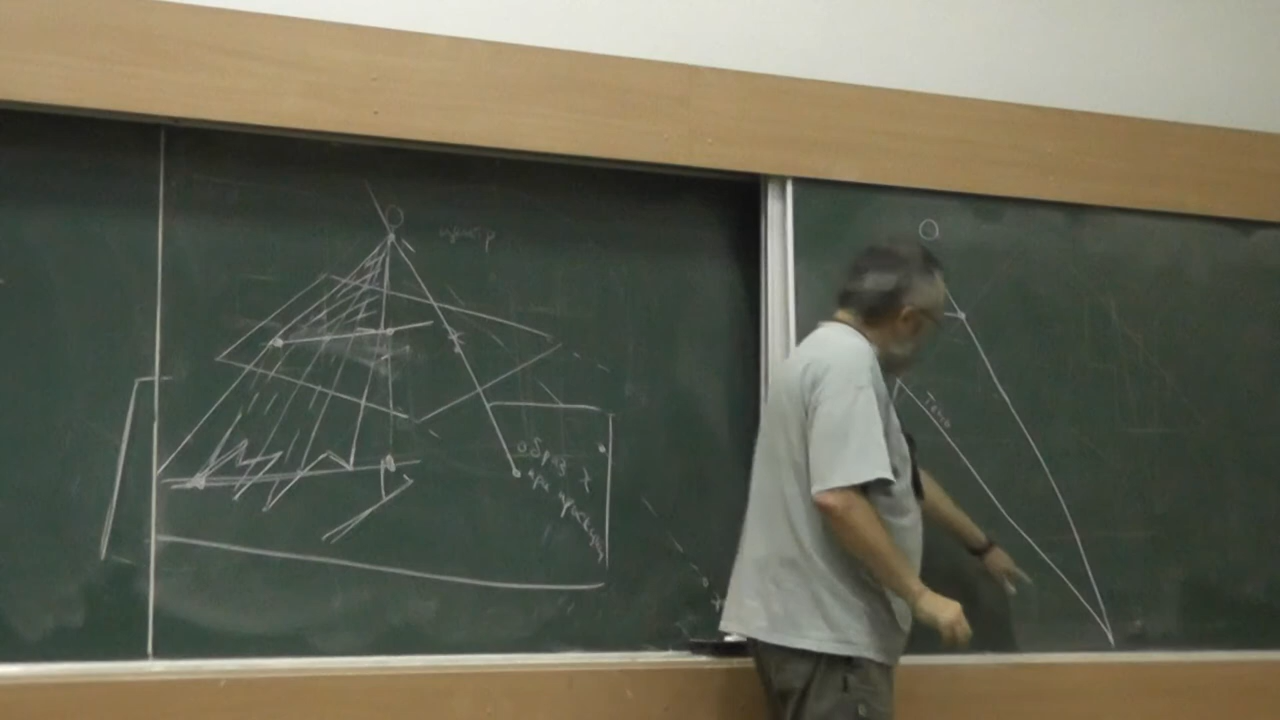 O
центр
образ x
при проекции
O
Тень